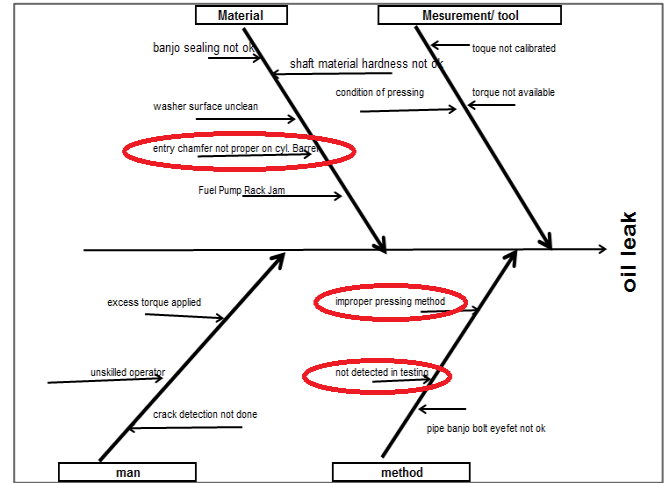 Material
Mesurement/ tool
banjo sealing not ok
toque not calibrated
shaft material hardness not ok
condition of pressing
torque not available
washer surface unclean
entry chamfer not proper on cyl. Barrel
Fuel Pump Rack Jam
oil leak
excess torque applied
improper pressing method
unskilled operator
not detected in testing
crack detection not done
pipe banjo bolt eyefet not ok
man
method